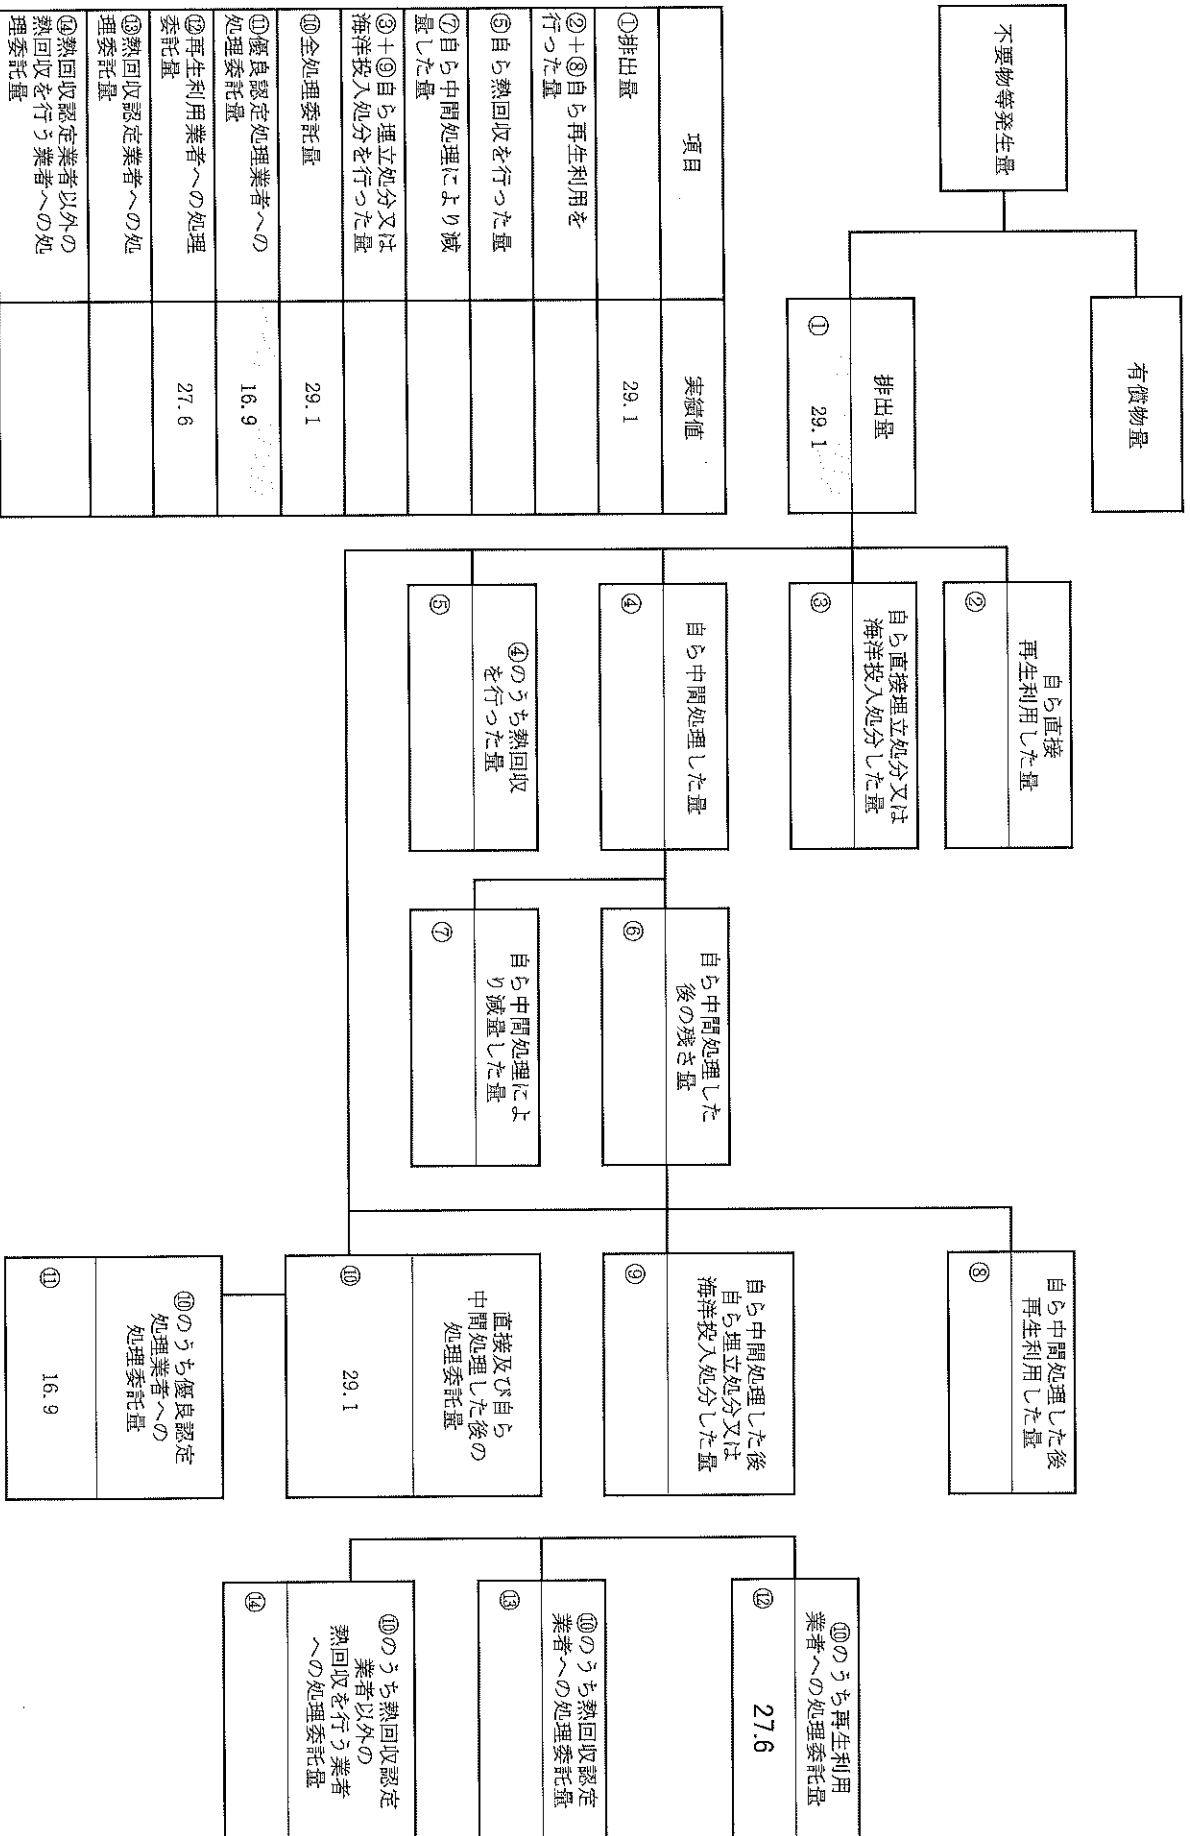 不要物等発生量
有償物量
排出量
① 29.1
自ら直接
再生利用した量
②
自ら直接埋立処分又は
海洋投入処分した量
③
自ら中間処理した量
④
④のうち熱回収
を行った量
⑤
自ら中間処理した
後の残さ量
⑥
自ら中間処理によ
り減量した量
⑦
自ら中間処理した後
再生利用した量
⑧
自ら中間処理した後
自ら埋立処分又は
海洋投入処分した量
⑨
直接及び自ら
中間処理した後の
処理委託量
⑩ 29.1
⑩のうち優良認定
処理業者への
処理委託量
⑪ 16.9
⑩のうち再生利用
業者への処理委託量
⑫ 27.6
⑩のうち熱回収認定
業者への処理委託量
⑬
⑩のうち熱回収認定
業者以外の
熱回収を行う業者
への処理委託量
⑭
項目 実績値
①排出量 29.1
②+⑧自ら再生利用を
行った量
⑤自ら熱回収を行った量
⑦自ら中間処理により減
量した量
③+⑨自ら埋立処分又は
海洋投入処分を行った量
⑩全処理委託量 29.1
⑪優良認定処理業者への
処理委託量 16.9
⑫再生利用業者への処理
委託量 27.6
⑬熱回収認定業者への処
理委託量
⑭熱回収認定業者以外の
熱回収を行う業者への処
理委託量